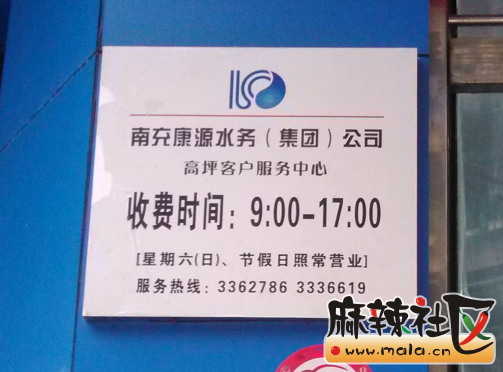 南充康源水务（集团）公司
高坪客户服务中心
收费时间：9:00-17:00
[星期六(日)、节假日照常营业]
服务热线：3362786 3336619
麻辣社区
www.mala.cn